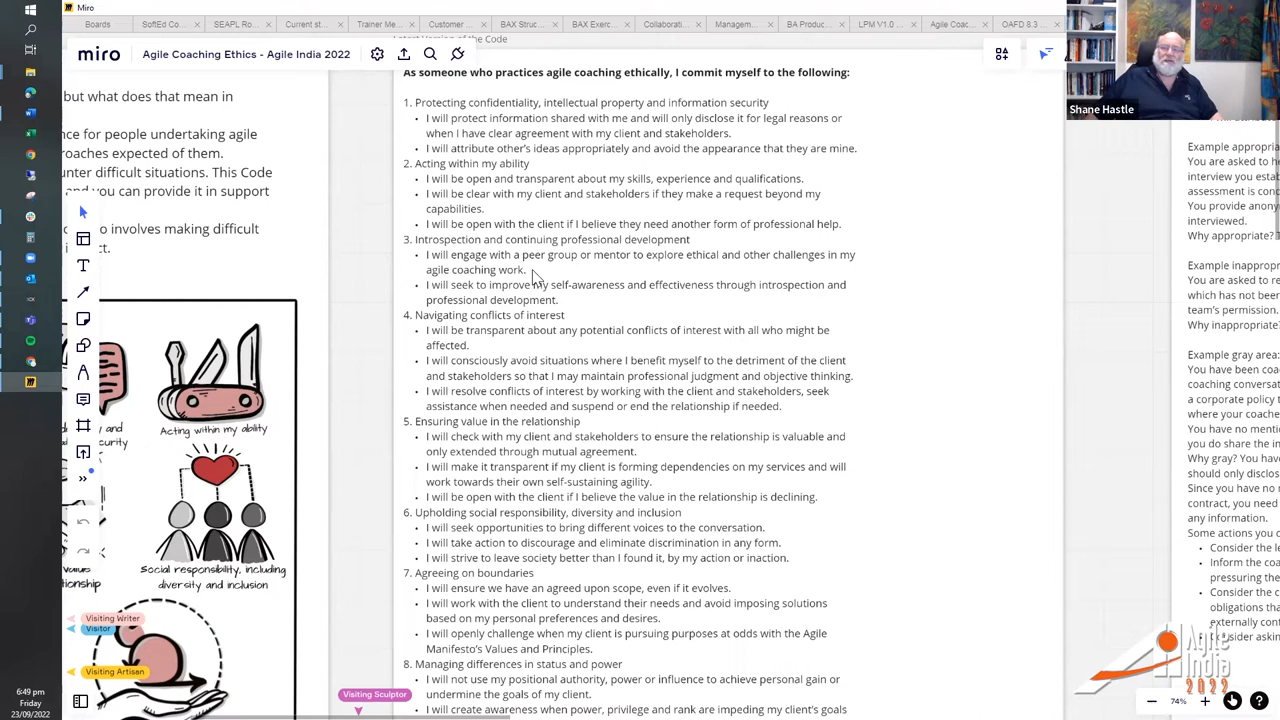 Miro
Boards
SoftEd Co...
SEAPL Ro...
Current st...
Trainer Me...
Customer ...
BAX Struc...
BAX Exerc...
Collaborati...
Managem...
BA Produc...
LPM V1.0 ...
Agile Coac...
OAFD 8.3 ...
miro
Agile Coaching Ethics - Agile India 2022
Shane Hastle
but what does that mean in
nce for people undertaking agile
roaches expected of them.
unter difficult situations. This Code
and you can provide it in support
o involves making difficult
As someone who practices agile coaching ethically, I commit myself to the following:
1. Protecting confidentiality, intellectual property and information security
• I will protect information shared with me and will only disclose it for legal reasons or
when I have clear agreement with my client and stakeholders.
• I will attribute other's ideas appropriately and avoid the appearance that they are mine.
2. Acting within my ability
• I will be open and transparent about my skills, experience and qualifications.
• I will be clear with my client and stakeholders if they make a request beyond my
capabilities.
• I will be open with the client if I believe they need another form of professional help.
3. Introspection and continuing professional development
• I will engage with a peer group or mentor to explore ethical and other challenges in my
agile coaching work.
• I will seek to improve my self-awareness and effectiveness through introspection and
professional development.
4. Navigating conflicts of interest
• I will be transparent about any potential conflicts of interest with all who might be
affected.
• I will consciously avoid situations where I benefit myself to the detriment of the client
and stakeholders so that I may maintain professional judgment and objective thinking.
• I will resolve conflicts of interest by working with the client and stakeholders, seek
assistance when needed and suspend or end the relationship if needed.
5. Ensuring value in the relationship
• I will check with my client and stakeholders to ensure the relationship is valuable and
only extended through mutual agreement.
• I will make it transparent if my client is forming dependencies on my services and will
work towards their own self-sustaining agility.
• I will be open with the client if I believe the value in the relationship is declining.
6. Upholding social responsibility, diversity and inclusion
• I will seek opportunities to bring different voices to the conversation.
• I will take action to discourage and eliminate discrimination in any form.
• I will strive to leave society better than I found it, by my action or inaction.
7. Agreeing on boundaries
• I will ensure we have an agreed upon scope, even if it evolves.
• I will work with the client to understand their needs and avoid imposing solutions
based on my personal preferences and desires.
• I will openly challenge when my client is pursuing purposes at odds with the Agile
Manifesto's Values and Principles.
8. Managing differences in status and power
• I will not use my positional authority, power or influence to achieve personal gain or
undermine the goals of my client.
• I will create awareness when power, privilege and rank are impeding my client's goals
Acting within my ability
Social responsibility, including
diversity and inclusion
Visiting Writer
Visitor
Visiting Artisan
Visiting Sculptor
Example appropria
You are asked to he
interview you estab
assessment is cond
You provide anony
interviewed.
Why appropriate? T
Example inappropr
You are asked to re
which has not been
team's permission.
Why inappropriate?
Example gray area:
You have been coac
coaching conversat
a corporate policy t
where your coache
You have no mentio
you do share the in
Why gray? You have
should only disclos
Since you have no r
contract, you need
any information.
Some actions you c
• Consider the le
• Inform the coa
pressuring the
• Consider the c
obligations tha
externally conf
Consider askin
Agile
India
2022
74%
6:49 pm
Friday
23/09/2022